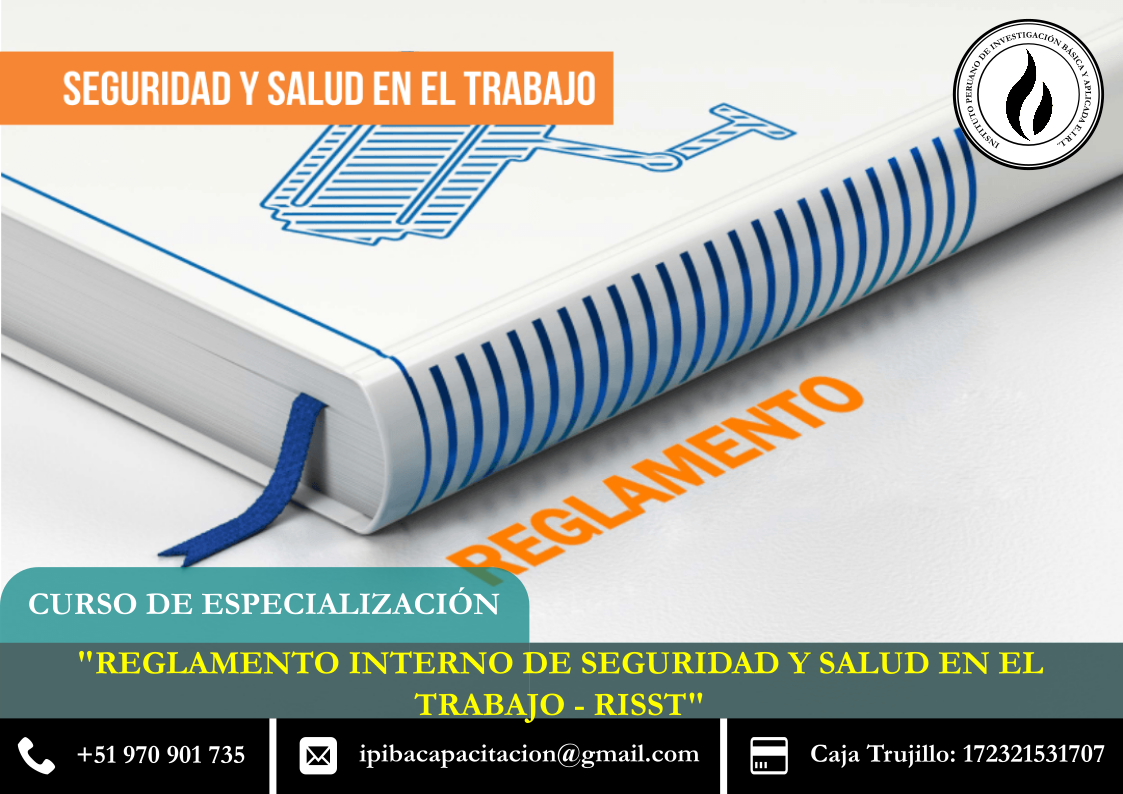 SEGURIDAD Y SALUD EN EL TRABAJO
INSTITUTO PERUANO DE INVESTIGACIÓN BÁSICA Y APLICADA E.I.R.L.
REGLAMENTO
CURSO DE ESPECIALIZACIÓN
"REGLAMENTO INTERNO DE SEGURIDAD Y SALUD EN EL
TRABAJO - RISST"
+51 970 901 735
ipibacapacitacion@gmail.com
Caja Trujillo: 172321531707